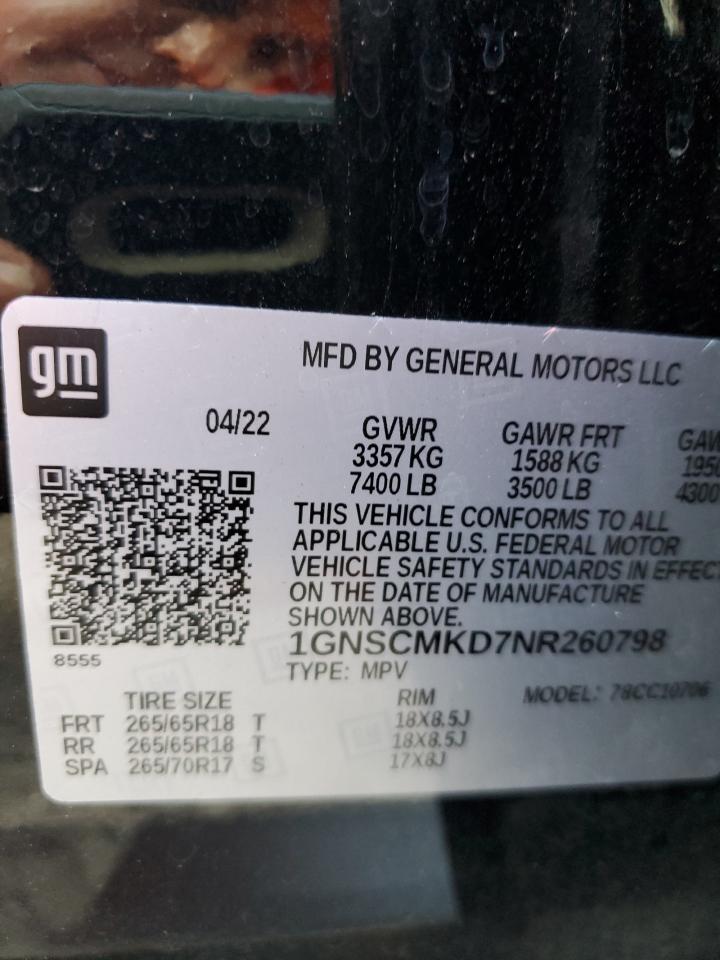 gm
MFD BY GENERAL MOTORS LLC
04/22
GVWR GAWR FRT GAW
3357 KG 1588 KG 195
7400 LB 3500 LB 4300
THIS VEHICLE CONFORMS TO ALL
APPLICABLE U.S. FEDERAL MOTOR
VEHICLE SAFETY STANDARDS IN EFFECT
ON THE DATE OF MANUFACTURE
SHOWN ABOVE.
1GNSCMKD7NR260798
8555
TYPE: MPV
MODEL: 78CC10706
TIRE SIZE RIM
FRT 265/65R18 T 18X8.5J
RR 265/65R18 T 18X8.5J
SPA 265/70R17 S 17X8J